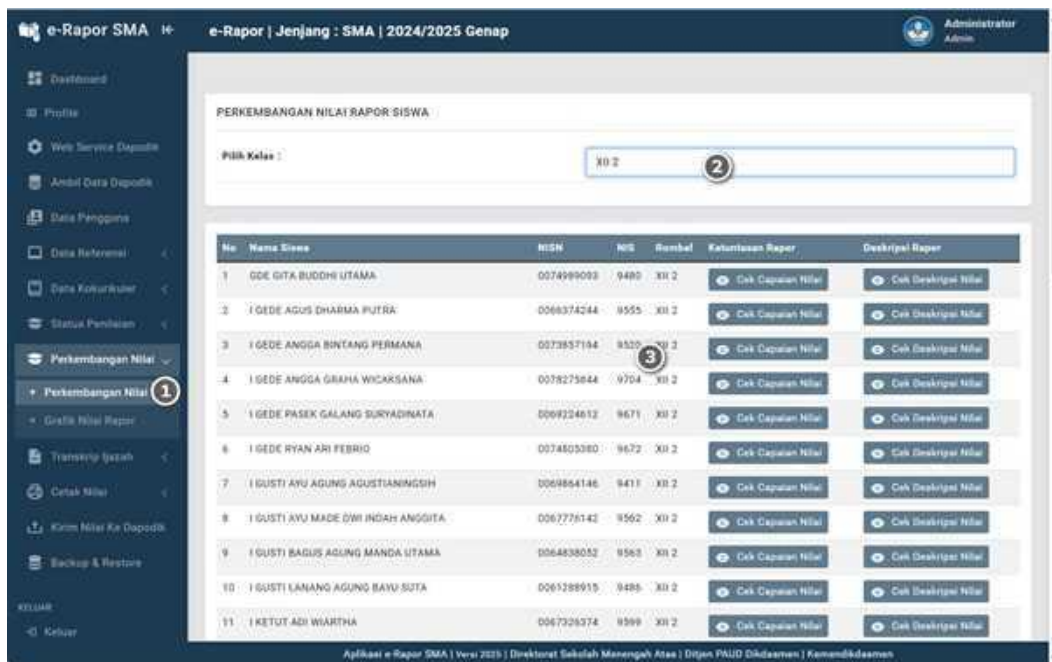 e-Rapor SMA
e-Rapor | Jenjang : SMA | 2024/2025 Genap
Administrator
Admin
Dashboard
Profile
Web Service Dapodik
Ambil Data Dapodik
Data Pengguna
Data Referensi
Data Kokurikuler
Status Penilaian
Perkembangan Nilai
Perkembangan Nilai
1
Grafik Nilai Rapor
Transkrip Ijazah
Cetak Nilai
Kirim Nilai Ke Dapodik
Backup & Restore
KELUAR
Keluar
PERKEMBANGAN NILAI RAPOR SISWA
Pilih Kelas :
XII 2
2
No Nama Siswa NISN NIS Rombel Ketuntasan Rapor Deskripsi Rapor
1 GDE GITA BUDDHI UTAMA 0074989093 9480 XII 2 Cek Capaian Nilai Cek Deskripsi Nilai
2 I GEDE AGUS DHARMA PUTRA 0066374244 9555 XII 2 Cek Capaian Nilai Cek Deskripsi Nilai
3 I GEDE ANGGA BINTANG PERMANA 0073857194 9520 XII 2 Cek Capaian Nilai Cek Deskripsi Nilai
3
4 I GEDE ANGGA GRAHA WICAKSANA 0078275844 9704 XII 2 Cek Capaian Nilai Cek Deskripsi Nilai
5 I GEDE PASEK GALANG SURYADINATA 0069224612 9671 XII 2 Cek Capaian Nilai Cek Deskripsi Nilai
6 I GEDE RYAN ARI FEBRIO 0074805080 9672 XII 2 Cek Capaian Nilai Cek Deskripsi Nilai
7 I GUSTI AYU AGUNG AGUSTIANINGSIH 0069864146 9411 XII 2 Cek Capaian Nilai Cek Deskripsi Nilai
8 I GUSTI AYU MADE DWI INDAH ANGGITA 0067776142 9562 XII 2 Cek Capaian Nilai Cek Deskripsi Nilai
9 I GUSTI BAGUS AGUNG MANDA UTAMA 0064838052 9563 XII 2 Cek Capaian Nilai Cek Deskripsi Nilai
10 I GUSTI LANANG AGUNG BAYU SUTA 0061288915 9486 XII 2 Cek Capaian Nilai Cek Deskripsi Nilai
11 I KETUT ADI WIARTHA 0067326374 9599 XII 2 Cek Capaian Nilai Cek Deskripsi Nilai
Aplikasi e-Rapor SMA | Versi 2025 | Direktorat Sekolah Menengah Atas | Ditjen PAUD Dikdasmen | Kemendikdasmen